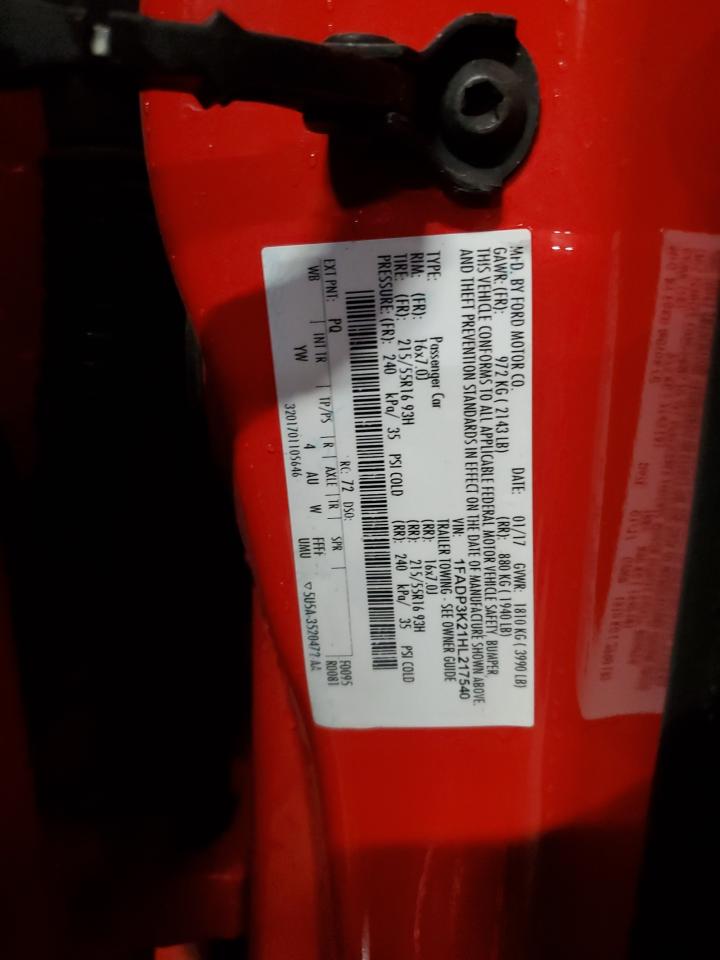 MFD. BY FORD MOTOR CO. DATE: 01/17 GVWR: 1810 KG ( 3990 LB)
GAWR: (FR): 972 KG ( 2143 LB) (RR): 880 KG ( 1940 LB)
THIS VEHICLE CONFORMS TO ALL APPLICABLE FEDERAL MOTOR VEHICLE SAFETY, BUMPER,
AND THEFT PREVENTION STANDARDS IN EFFECT ON THE DATE OF MANUFACTURE SHOWN ABOVE.
VIN: 1FADP3K21HL217540
TYPE: Passenger Car TRAILER TOWING - SEE OWNER GUIDE
RIM: (FR): 16x7.0J (RR): 16x7.0J
TIRE: (FR): 215/55R16 93H (RR): 215/55R16 93H
PRESSURE: (FR): 240 kPa/ 35 PSI COLD (RR): 240 kPa/ 35 PSI COLD
RC: 72 DSO: F0095
EXT PNT: PQ R0081
INT TR TP/PS R AXLE TR SPR
WB YW 4 AU W FFFF UMU
3201701105646 ▽5U5A-3520472-AA